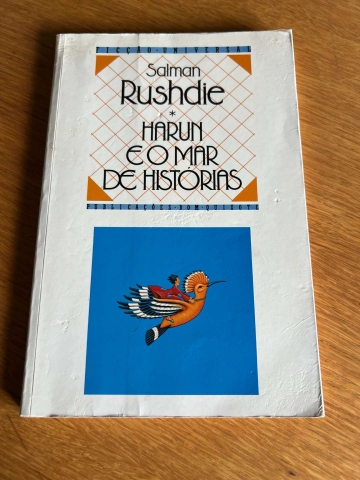 FICÇÃO UNIVERSAL
Salman
Rushdie
*
HARUN
E O MAR
DE HISTÓRIAS
PUBLICAÇÕES DOM QUIXOTE